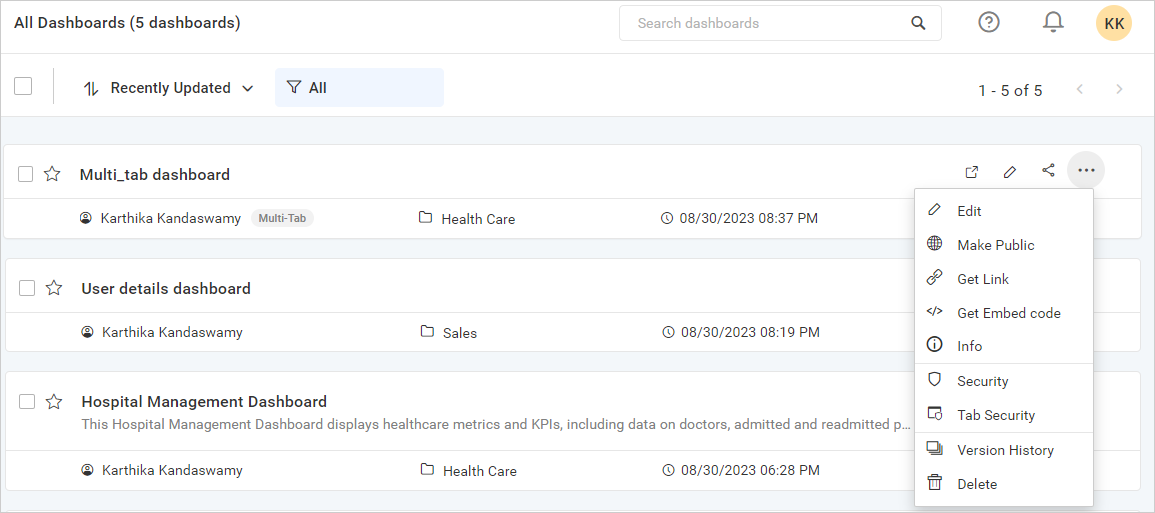 All Dashboards (5 dashboards)
Search dashboards
KK
Recently Updated
All
1 - 5 of 5
Multi_tab dashboard
Karthika Kandaswamy
Multi-Tab
Health Care
08/30/2023 08:37 PM
Edit
Make Public
Get Link
Get Embed code
Info
Security
Tab Security
Version History
Delete
User details dashboard
Karthika Kandaswamy
Sales
08/30/2023 08:19 PM
Hospital Management Dashboard
This Hospital Management Dashboard displays healthcare metrics and KPIs, including data on doctors, admitted and readmitted p...
Karthika Kandaswamy
Health Care
08/30/2023 06:28 PM